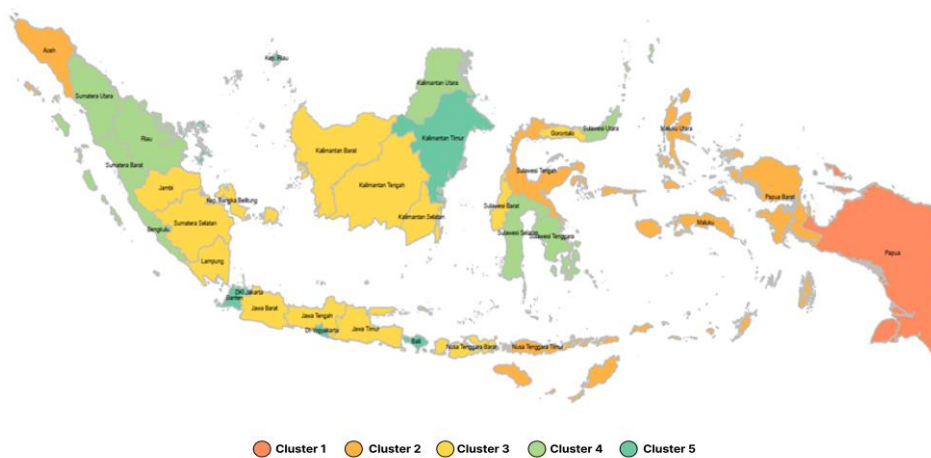 Aceh
Kep. Riau
Sumatera Utara
Kalimantan Utara
Riau
Kalimantan Timur
Gorontalo
Sulawesi Utara
Maluku Utara
Kalimantan Barat
Sumatera Barat
Sulawesi Tengah
Kalimantan Tengah
Jambi
Kep. Bangka Belitung
Papua Barat
Sulawesi Barat
Kalimantan Selatan
Sumatera Selatan
Maluku
Bengkulu
Sulawesi Selatan
Sulawesi Tenggara
Papua
Lampung
DKI Jakarta
Banten
Jawa Barat
Jawa Tengah
DI Yogyakarta
Jawa Timur
Bali
Nusa Tenggara Barat
Nusa Tenggara Timur
Cluster 1 Cluster 2 Cluster 3 Cluster 4 Cluster 5